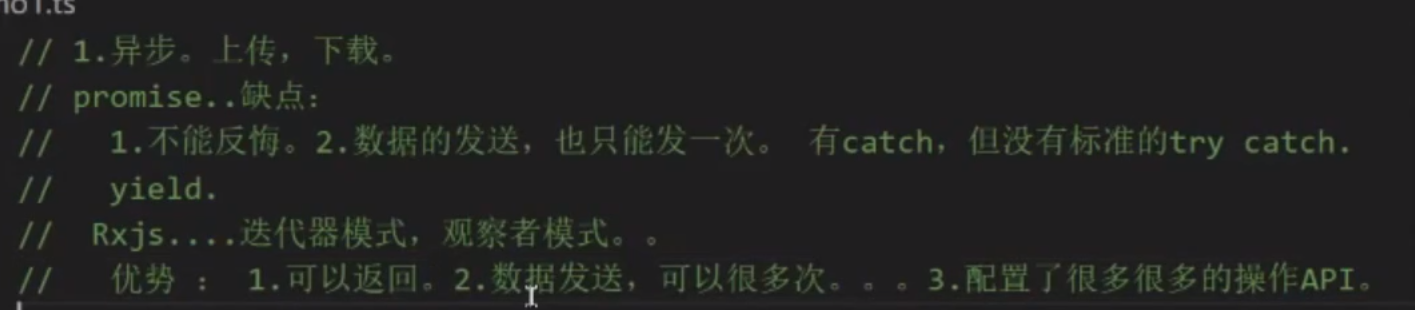 no1.ts
// 1.异步。上传，下载。
// promise..缺点：
//   1.不能反悔。2.数据的发送，也只能发一次。 有catch，但没有标准的try catch.
//   yield.
//  Rxjs....迭代器模式，观察者模式。。
//   优势 ： 1.可以返回。2.数据发送，可以很多次。。。3.配置了很多很多的操作API。